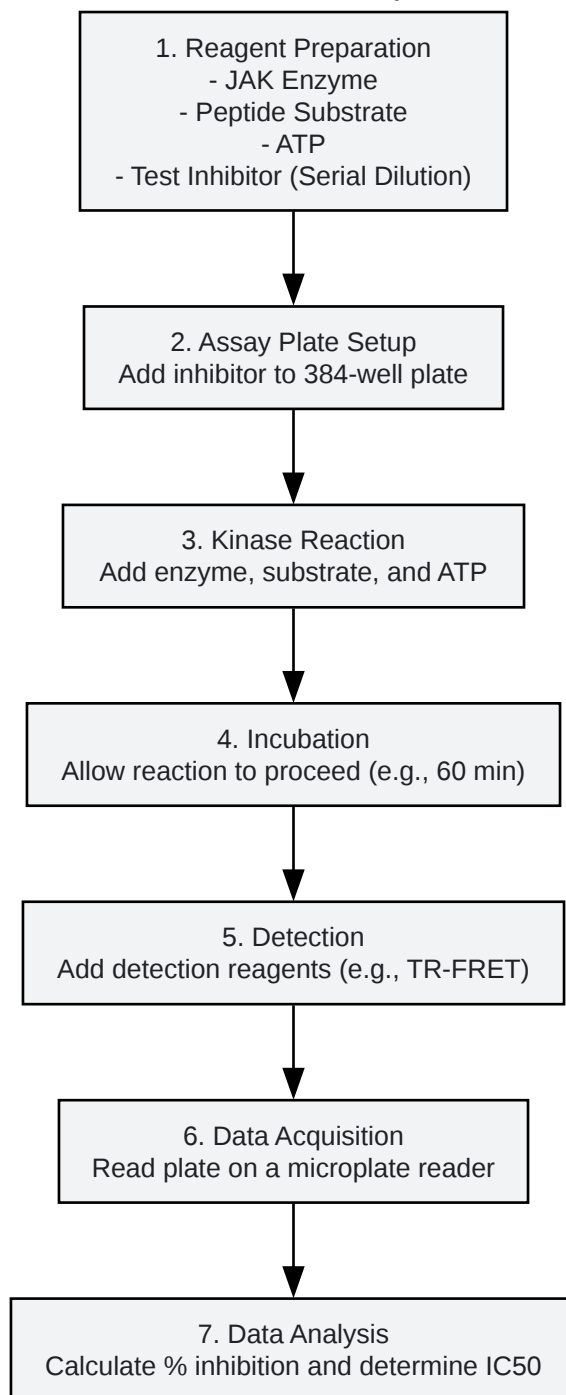 1. Reagent Preparation
- JAK Enzyme
- Peptide Substrate
- ATP
- Test Inhibitor (Serial Dilution)
2. Assay Plate Setup
Add inhibitor to 384-well plate
3. Kinase Reaction
Add enzyme, substrate, and ATP
4. Incubation
Allow reaction to proceed (e.g., 60 min)
5. Detection
Add detection reagents (e.g., TR-FRET)
6. Data Acquisition
Read plate on a microplate reader
7. Data Analysis
Calculate % inhibition and determine IC50